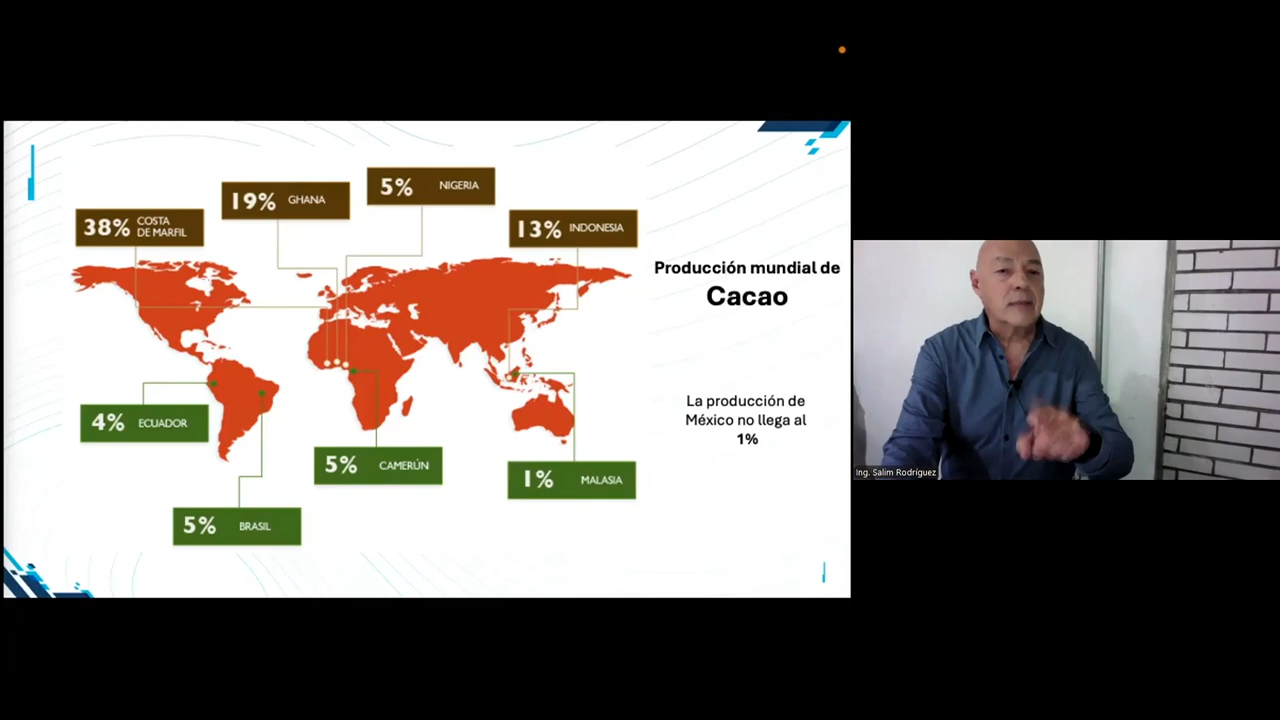 5% NIGERIA
19% GHANA
38% COSTA
DE MARFIL
13% INDONESIA
Producción mundial de
Cacao
4% ECUADOR
La producción de
México no llega al
1%
5% CAMERÚN
1% MALASIA
5% BRASIL
Ing. Salim Rodríguez